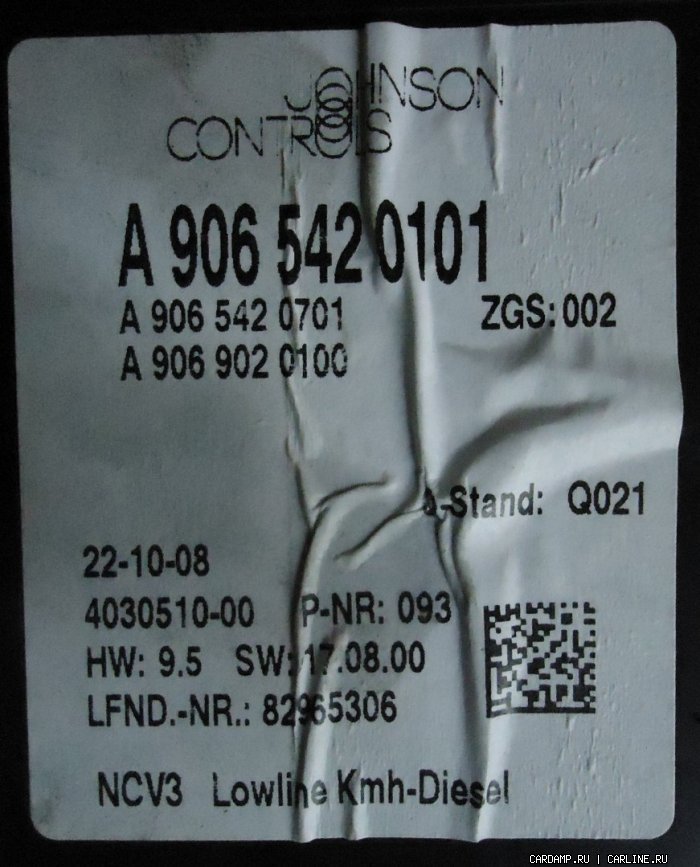 JOHNSON
CONTROLS
A 906 542 0101
A 906 542 0701 ZGS: 002
A 906 902 0100
-Stand: Q021
22-10-08
4030510-00 P-NR: 093
HW: 9.5 SW: 17.08.00
LFND.-NR.: 82965306
NCV3 Lowline Kmh-Diesel
CARDAMP.RU | CARLINE.RU